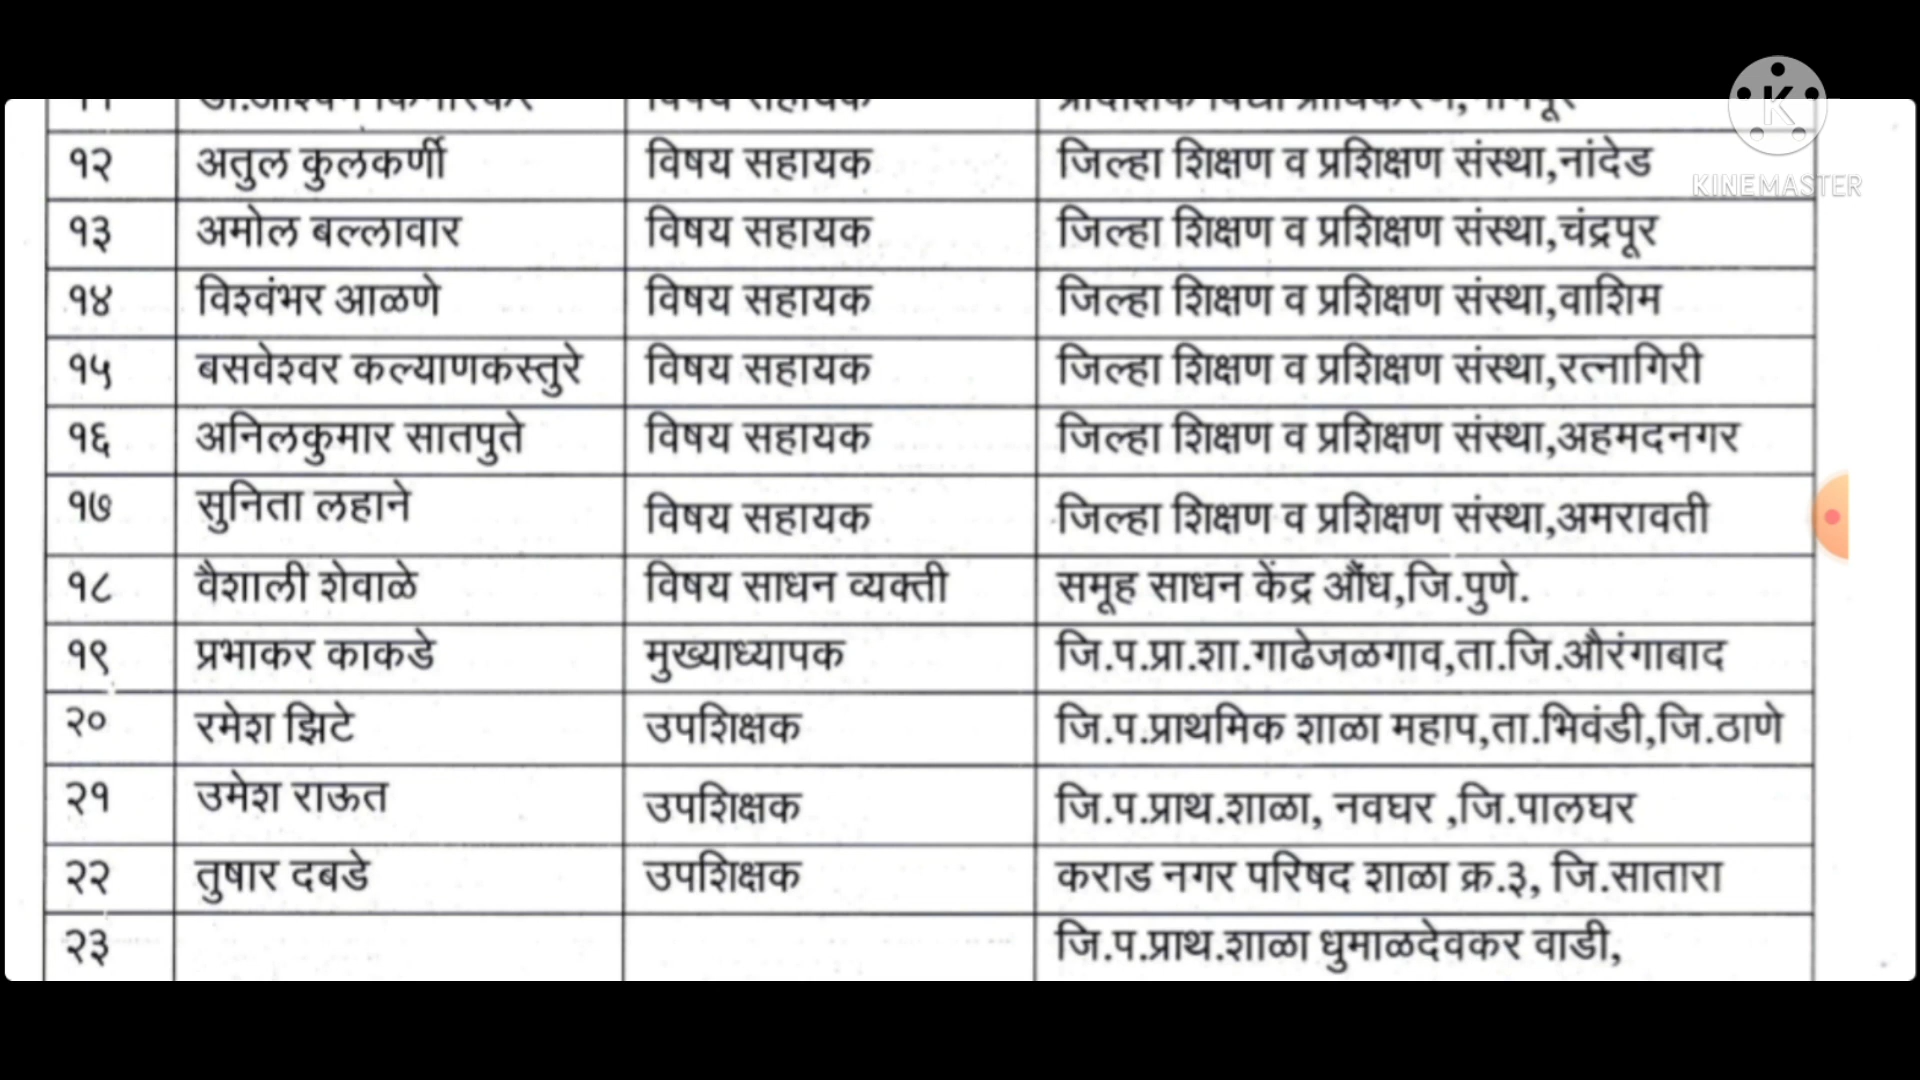 विषय सहायक
१२ अतुल कुलकर्णी विषय सहायक जिल्हा शिक्षण व प्रशिक्षण संस्था,नांदेड
KINEMASTER
१३ अमोल बल्लावार विषय सहायक जिल्हा शिक्षण व प्रशिक्षण संस्था,चंद्रपूर
१४ विश्वंभर आळणे विषय सहायक जिल्हा शिक्षण व प्रशिक्षण संस्था,वाशिम
१५ बसवेश्वर कल्याणकस्तुरे विषय सहायक जिल्हा शिक्षण व प्रशिक्षण संस्था,रत्नागिरी
१६ अनिलकुमार सातपुते विषय सहायक जिल्हा शिक्षण व प्रशिक्षण संस्था,अहमदनगर
१७ सुनिता लहाने विषय सहायक जिल्हा शिक्षण व प्रशिक्षण संस्था,अमरावती
१८ वैशाली शेवाळे विषय साधन व्यक्ती समूह साधन केंद्र औंध,जि.पुणे.
१९ प्रभाकर काकडे मुख्याध्यापक जि.प.प्रा.शा.गाढेजळगाव,ता.जि.औरंगाबाद
२० रमेश झिटे उपशिक्षक जि.प.प्राथमिक शाळा महाप,ता.भिवंडी,जि.ठाणे
२१ उमेश राऊत उपशिक्षक जि.प.प्राथ.शाळा, नवघर ,जि.पालघर
२२ तुषार दबडे उपशिक्षक कराड नगर परिषद शाळा क्र.३, जि.सातारा
२३ जि.प.प्राथ.शाळा धुमाळदेवकर वाडी,